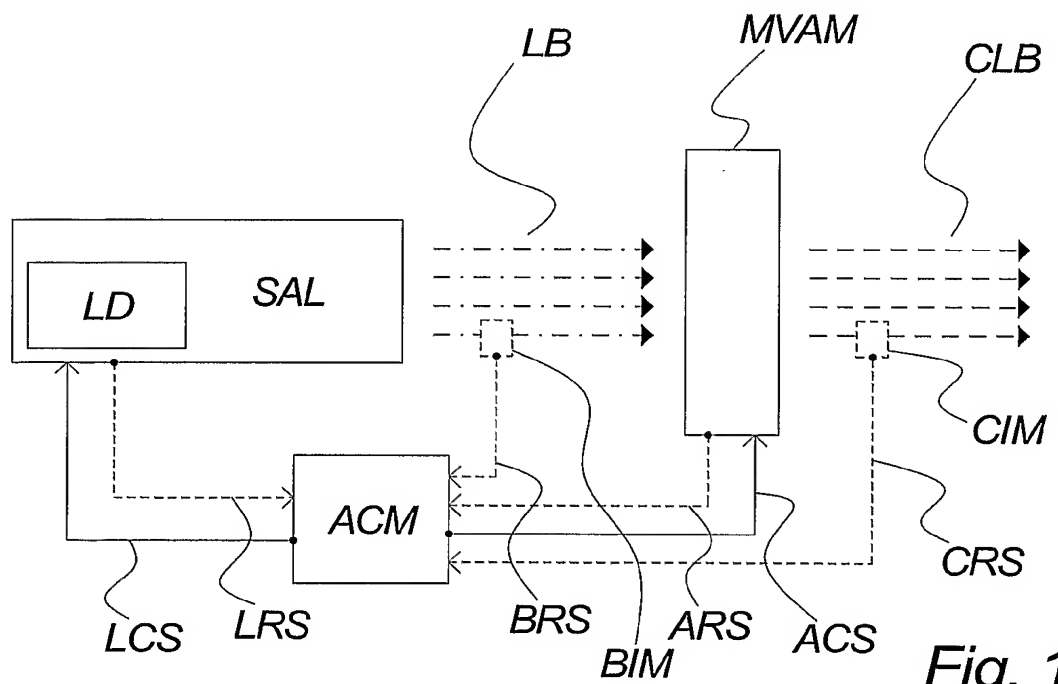 MVAM
LB
CLB
SAL
LD
CIM
ACM
CRS
LCS
LRS
BRS
BIM
ARS
ACS
Fig. 1